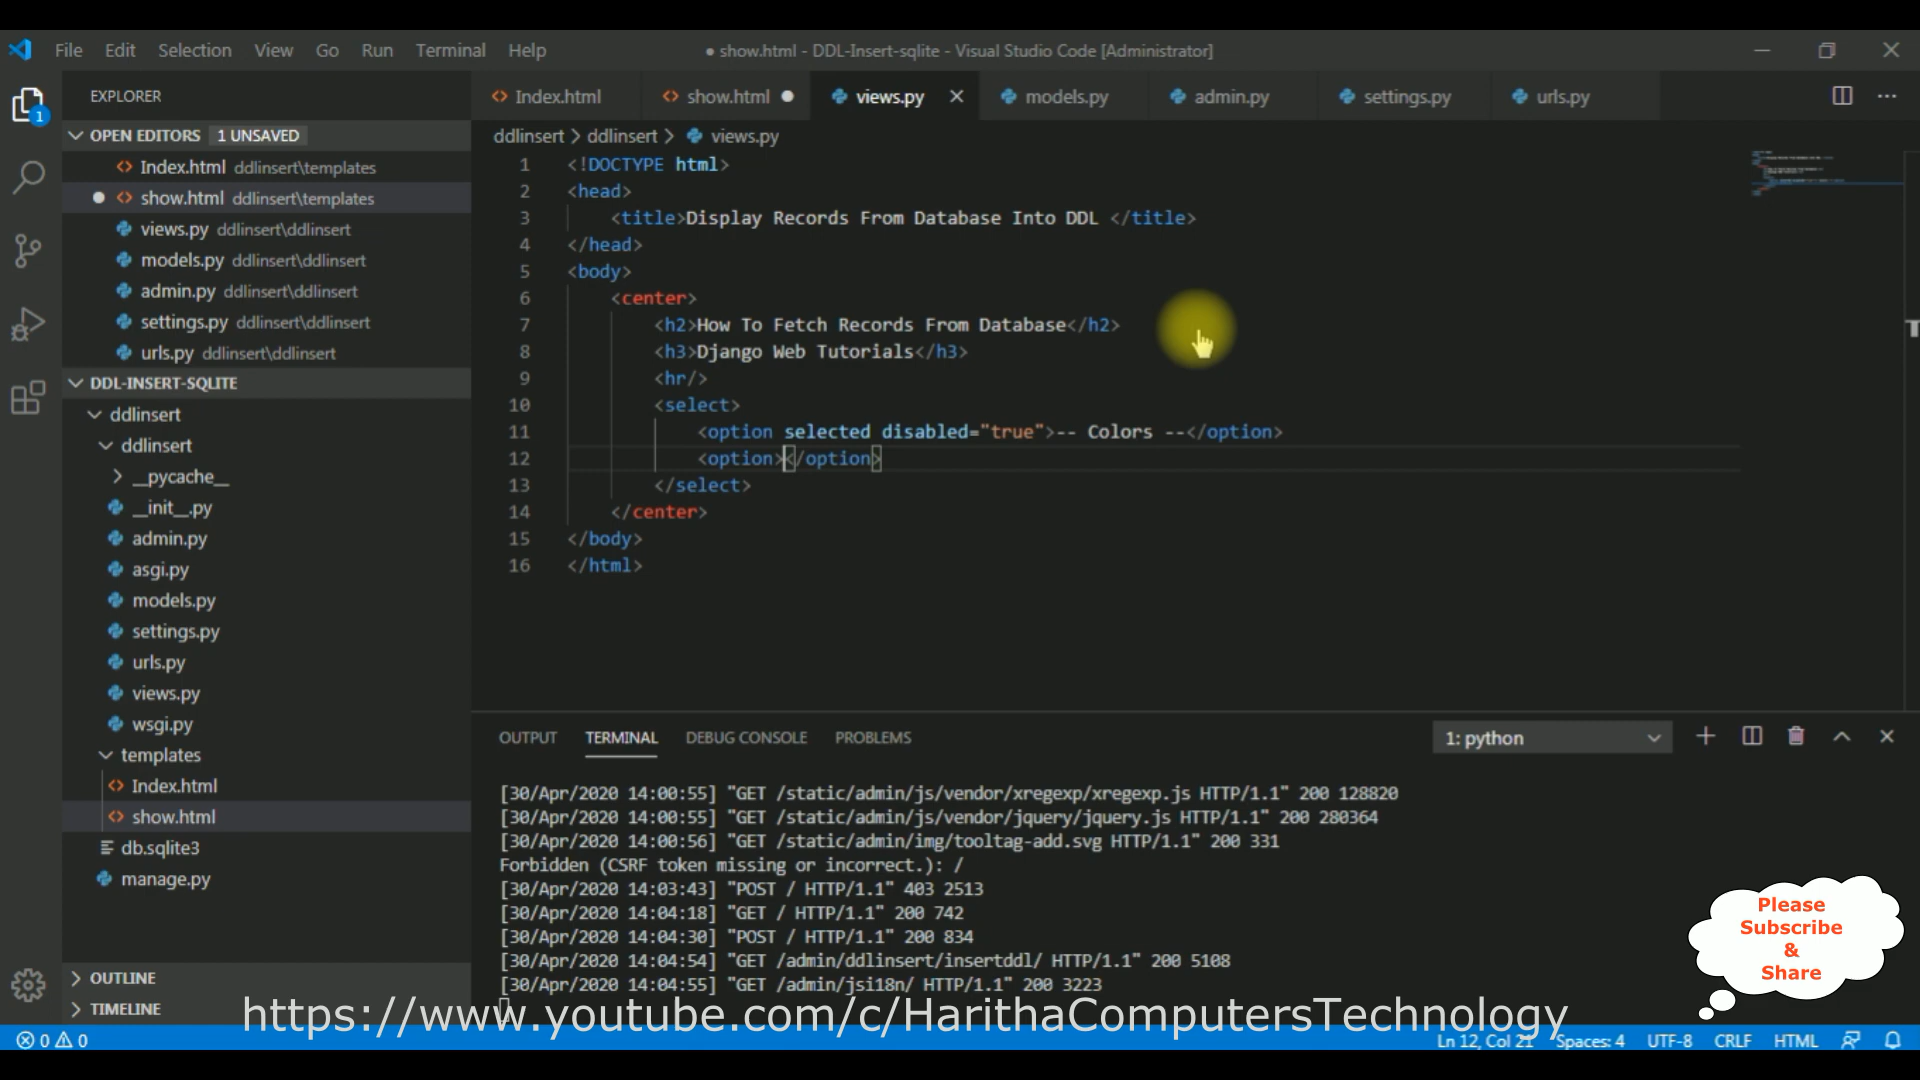 File Edit Selection View Go Run Terminal Help
● show.html - DDL-Insert-sqlite - Visual Studio Code [Administrator]
EXPLORER
OPEN EDITORS 1 UNSAVED
Index.html ddlinsert\templates
show.html ddlinsert\templates
views.py ddlinsert\ddlinsert
models.py ddlinsert\ddlinsert
admin.py ddlinsert\ddlinsert
settings.py ddlinsert\ddlinsert
urls.py ddlinsert\ddlinsert
DDL-INSERT-SQLITE
ddlinsert
ddlinsert
__pycache__
__init__.py
admin.py
asgi.py
models.py
settings.py
urls.py
views.py
wsgi.py
templates
Index.html
show.html
db.sqlite3
manage.py
OUTLINE
TIMELINE
1
Index.html show.html views.py models.py admin.py settings.py urls.py
ddlinsert > ddlinsert > views.py
1 <!DOCTYPE html>
2 <head>
3 <title>Display Records From Database Into DDL </title>
4 </head>
5 <body>
6 <center>
7 <h2>How To Fetch Records From Database</h2>
8 <h3>Django Web Tutorials</h3>
9 <hr/>
10 <select>
11 <option selected disabled="true">-- Colors --</option>
12 <option></option>
13 </select>
14 </center>
15 </body>
16 </html>
OUTPUT TERMINAL DEBUG CONSOLE PROBLEMS
1: python
[30/Apr/2020 14:00:55] "GET /static/admin/js/vendor/xregexp/xregexp.js HTTP/1.1" 200 128820
[30/Apr/2020 14:00:55] "GET /static/admin/js/vendor/jquery/jquery.js HTTP/1.1" 200 280364
[30/Apr/2020 14:00:56] "GET /static/admin/img/tooltag-add.svg HTTP/1.1" 200 331
Forbidden (CSRF token missing or incorrect.): /
[30/Apr/2020 14:03:43] "POST / HTTP/1.1" 403 2513
[30/Apr/2020 14:04:18] "GET / HTTP/1.1" 200 742
[30/Apr/2020 14:04:30] "POST / HTTP/1.1" 200 834
[30/Apr/2020 14:04:54] "GET /admin/ddlinsert/insertddl/ HTTP/1.1" 200 5108
[30/Apr/2020 14:04:55] "GET /admin/jsi18n/ HTTP/1.1" 200 3223
Please
Subscribe
&
Share
https://www.youtube.com/c/HarithaComputersTechnology
0 0
Ln 12, Col 21 Spaces: 4 UTF-8 CRLF HTML